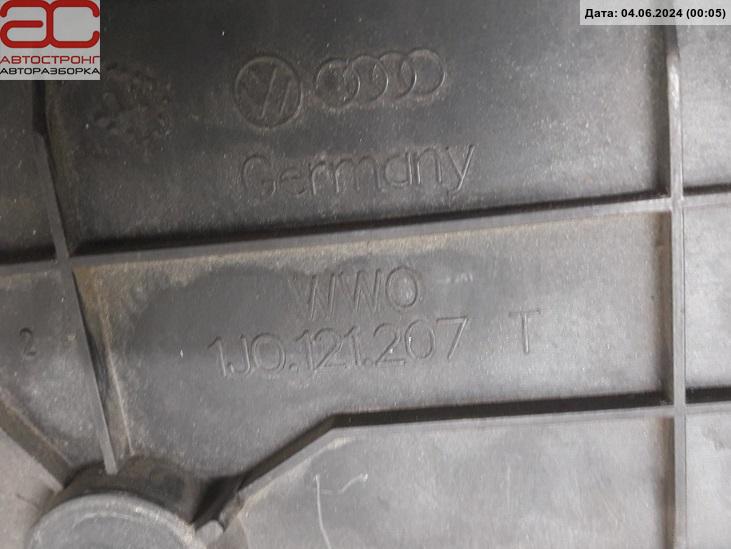 АС
АВТОСТРОНГ
АВТОРАЗБОРКА
Дата: 04.06.2024 (00:05)
Germany
WWO
1J0.121.207 T
2